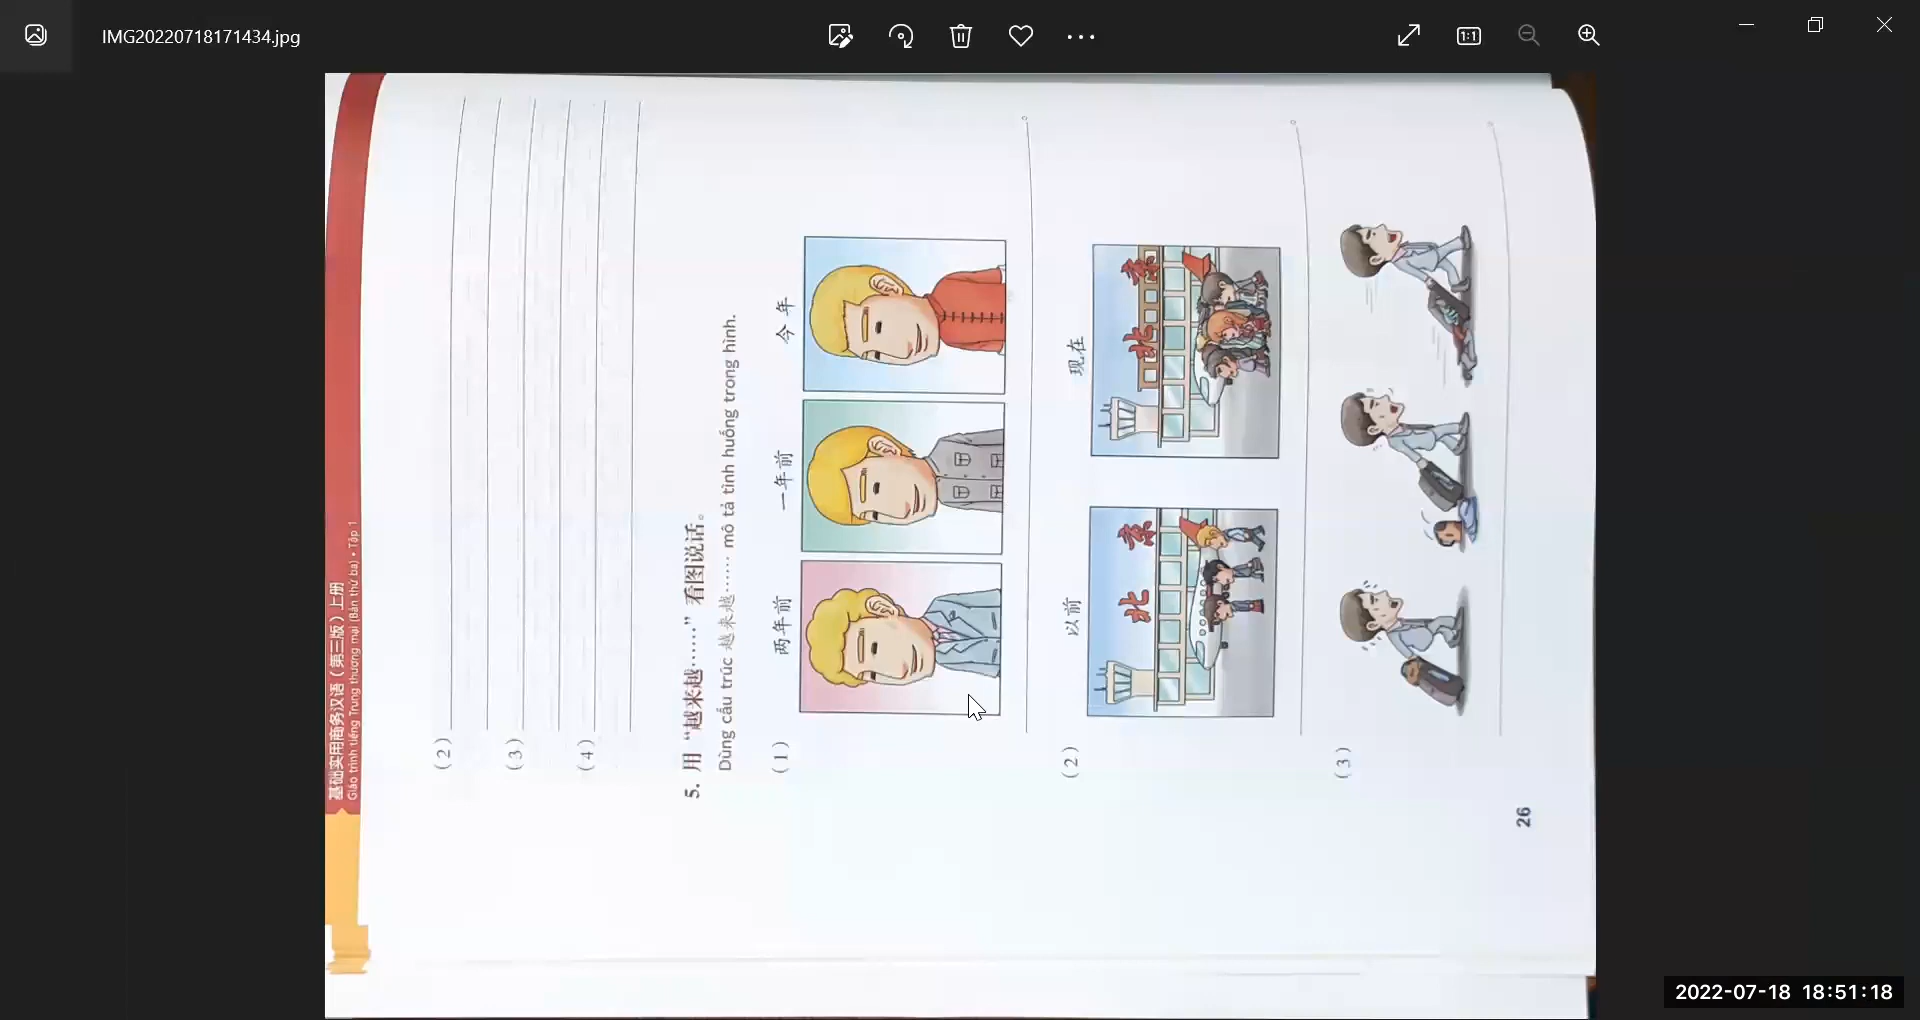 IMG20220718171434.jpg
基础实用商务汉语（第三版）上册
Giáo trình tiếng Trung thương mại (Bản thứ ba) • Tập 1
（2）
（3）
（4）
5. 用“越来越……”看图说话。
Dùng cấu trúc 越来越…… mô tả tình huống trong hình.
（1）
两年前 一年前 今年
（2）
以前 现在
北京 北京
（3）
26
1:1
2022-07-18 18:51:18